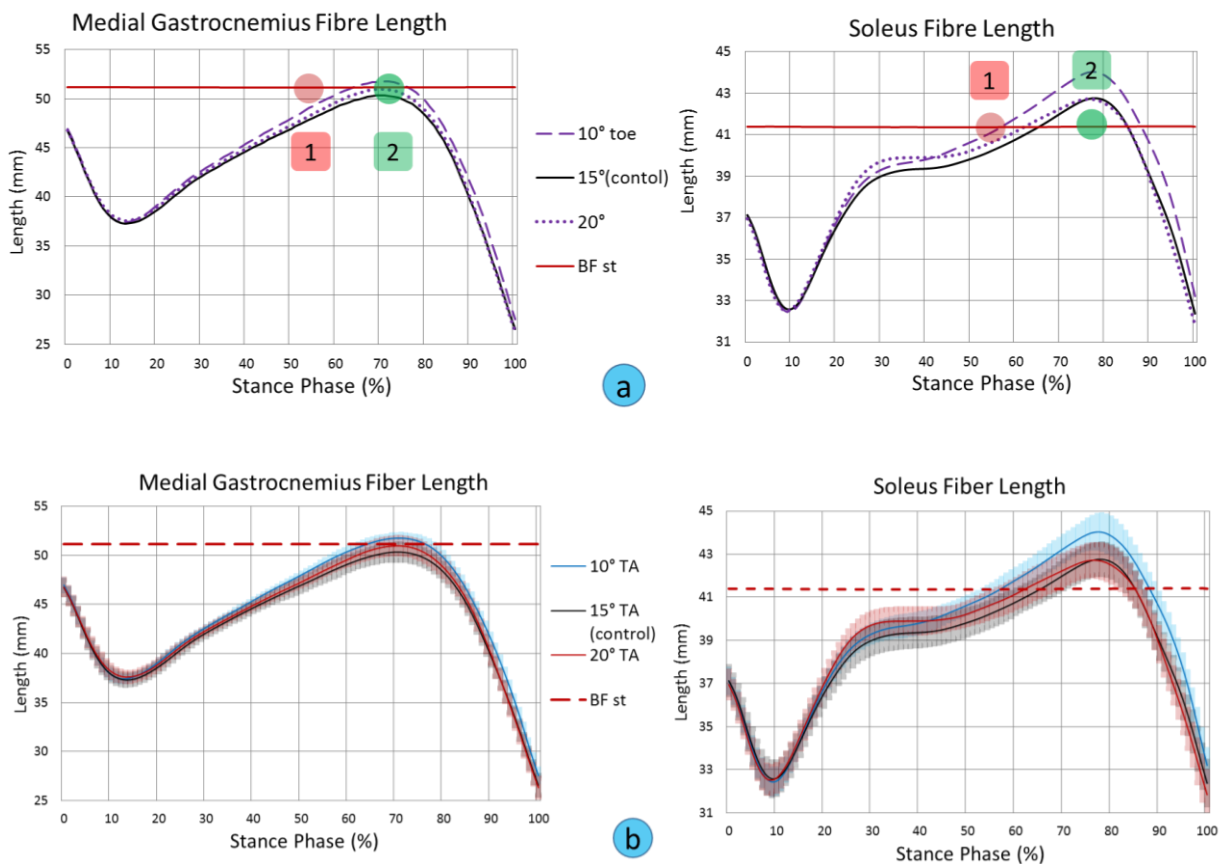 Medial Gastrocnemius Fibre Length
55
50
45
40
35
30
25
Length (mm)
0 10 20 30 40 50 60 70 80 90 100
Stance Phase (%)
1
2
10° toe
15°(contol)
20°
BF st
Soleus Fibre Length
45
43
41
39
37
35
33
31
Length (mm)
0 10 20 30 40 50 60 70 80 90 100
Stance Phase (%)
1
2
a
Medial Gastrocnemius Fiber Length
55
50
45
40
35
30
25
Length (mm)
0 10 20 30 40 50 60 70 80 90 100
Stance Phase (%)
10° TA
15° TA
(control)
20° TA
BF st
Soleus Fiber Length
45
43
41
39
37
35
33
31
Length (mm)
0 10 20 30 40 50 60 70 80 90 100
Stance Phase (%)
b